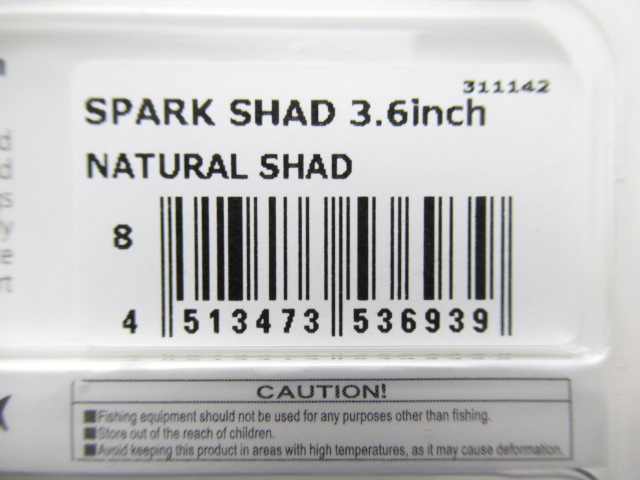 311142
SPARK SHAD 3.6inch
NATURAL SHAD
8
4 513473 536939
CAUTION!
■Fishing equipment should not be used for any purposes other than fishing.
■Store out of the reach of children.
■Avoid keeping this product in areas with high temperatures, as it may cause deformation.